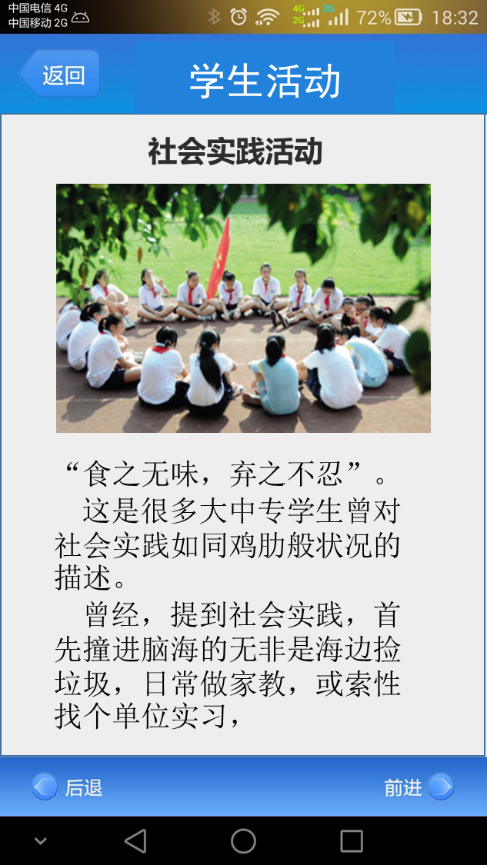 中国电信 4G
中国移动 2G
4G 2G
2G
72%
18:32
返回
学生活动
社会实践活动
“食之无味，弃之不忍”。
这是很多大中专学生曾对
社会实践如同鸡肋般状况的
描述。
曾经，提到社会实践，首
先撞进脑海的无非是海边捡
垃圾，日常做家教，或索性
找个单位实习，
后退
前进